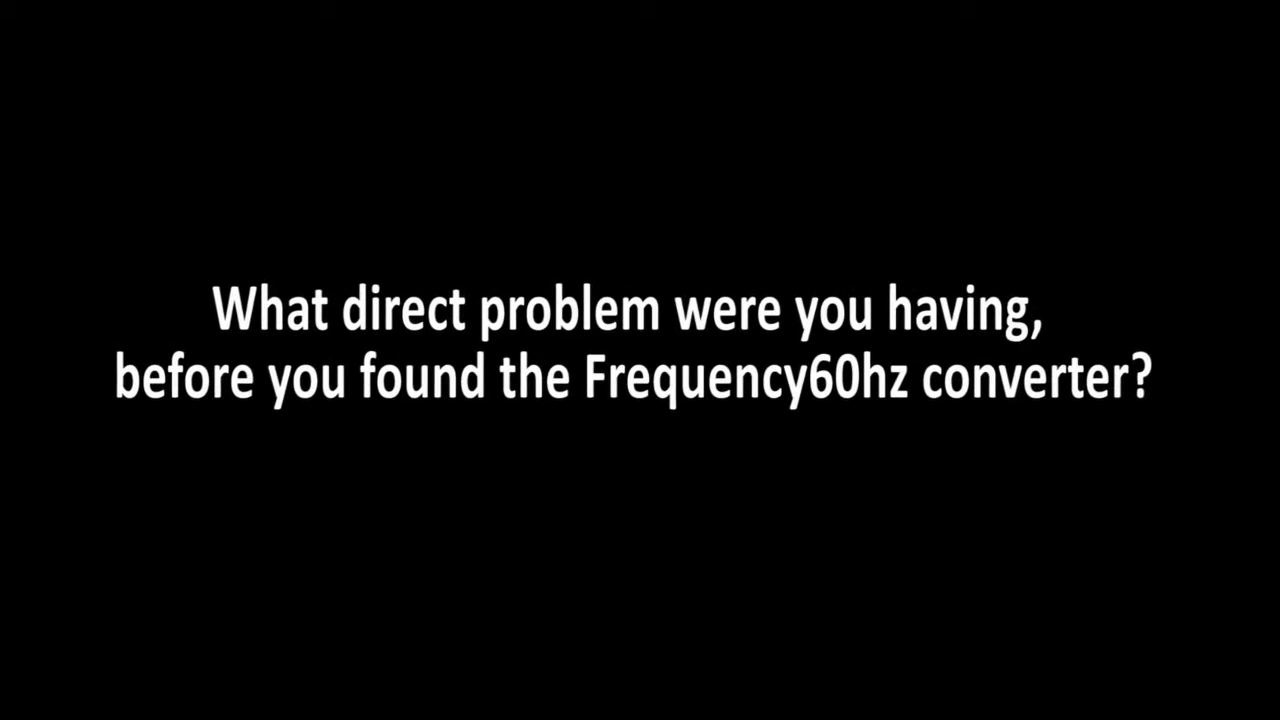 What direct problem were you having,
before you found the Frequency60hz converter?